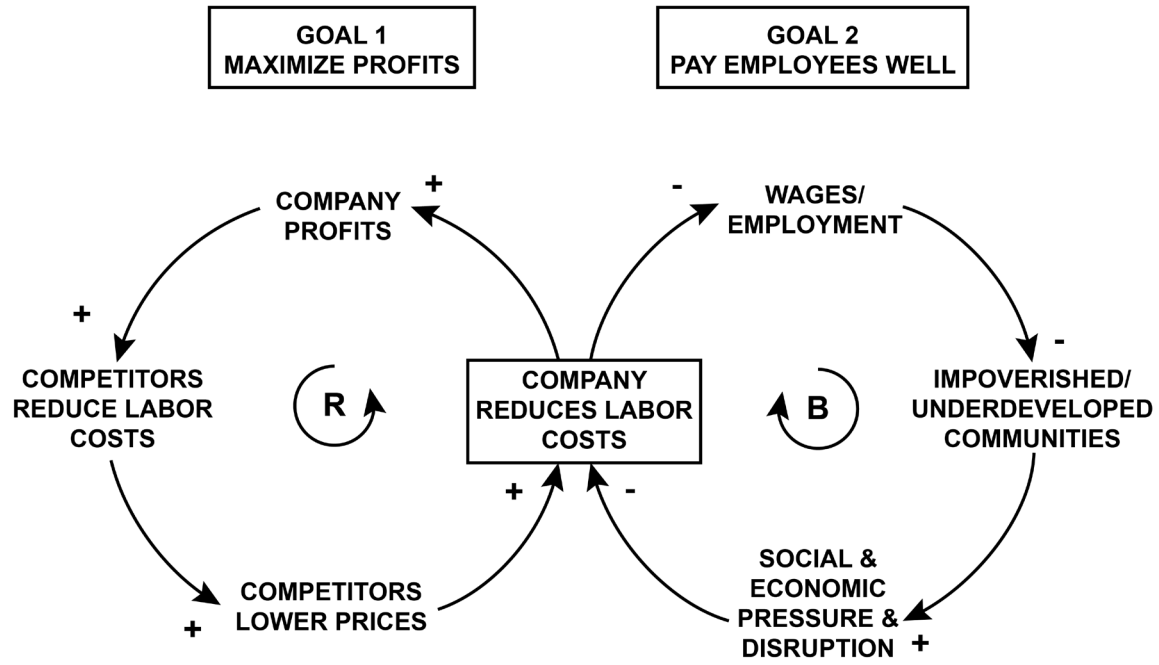 GOAL 1
MAXIMIZE PROFITS
GOAL 2
PAY EMPLOYEES WELL
COMPANY
PROFITS
+
-
WAGES/
EMPLOYMENT
+
-
COMPETITORS
REDUCE LABOR
COSTS
R
COMPANY
REDUCES LABOR
COSTS
B
IMPOVERISHED/
UNDERDEVELOPED
COMMUNITIES
+
-
COMPETITORS
LOWER PRICES
+
SOCIAL &
ECONOMIC
PRESSURE &
DISRUPTION
+